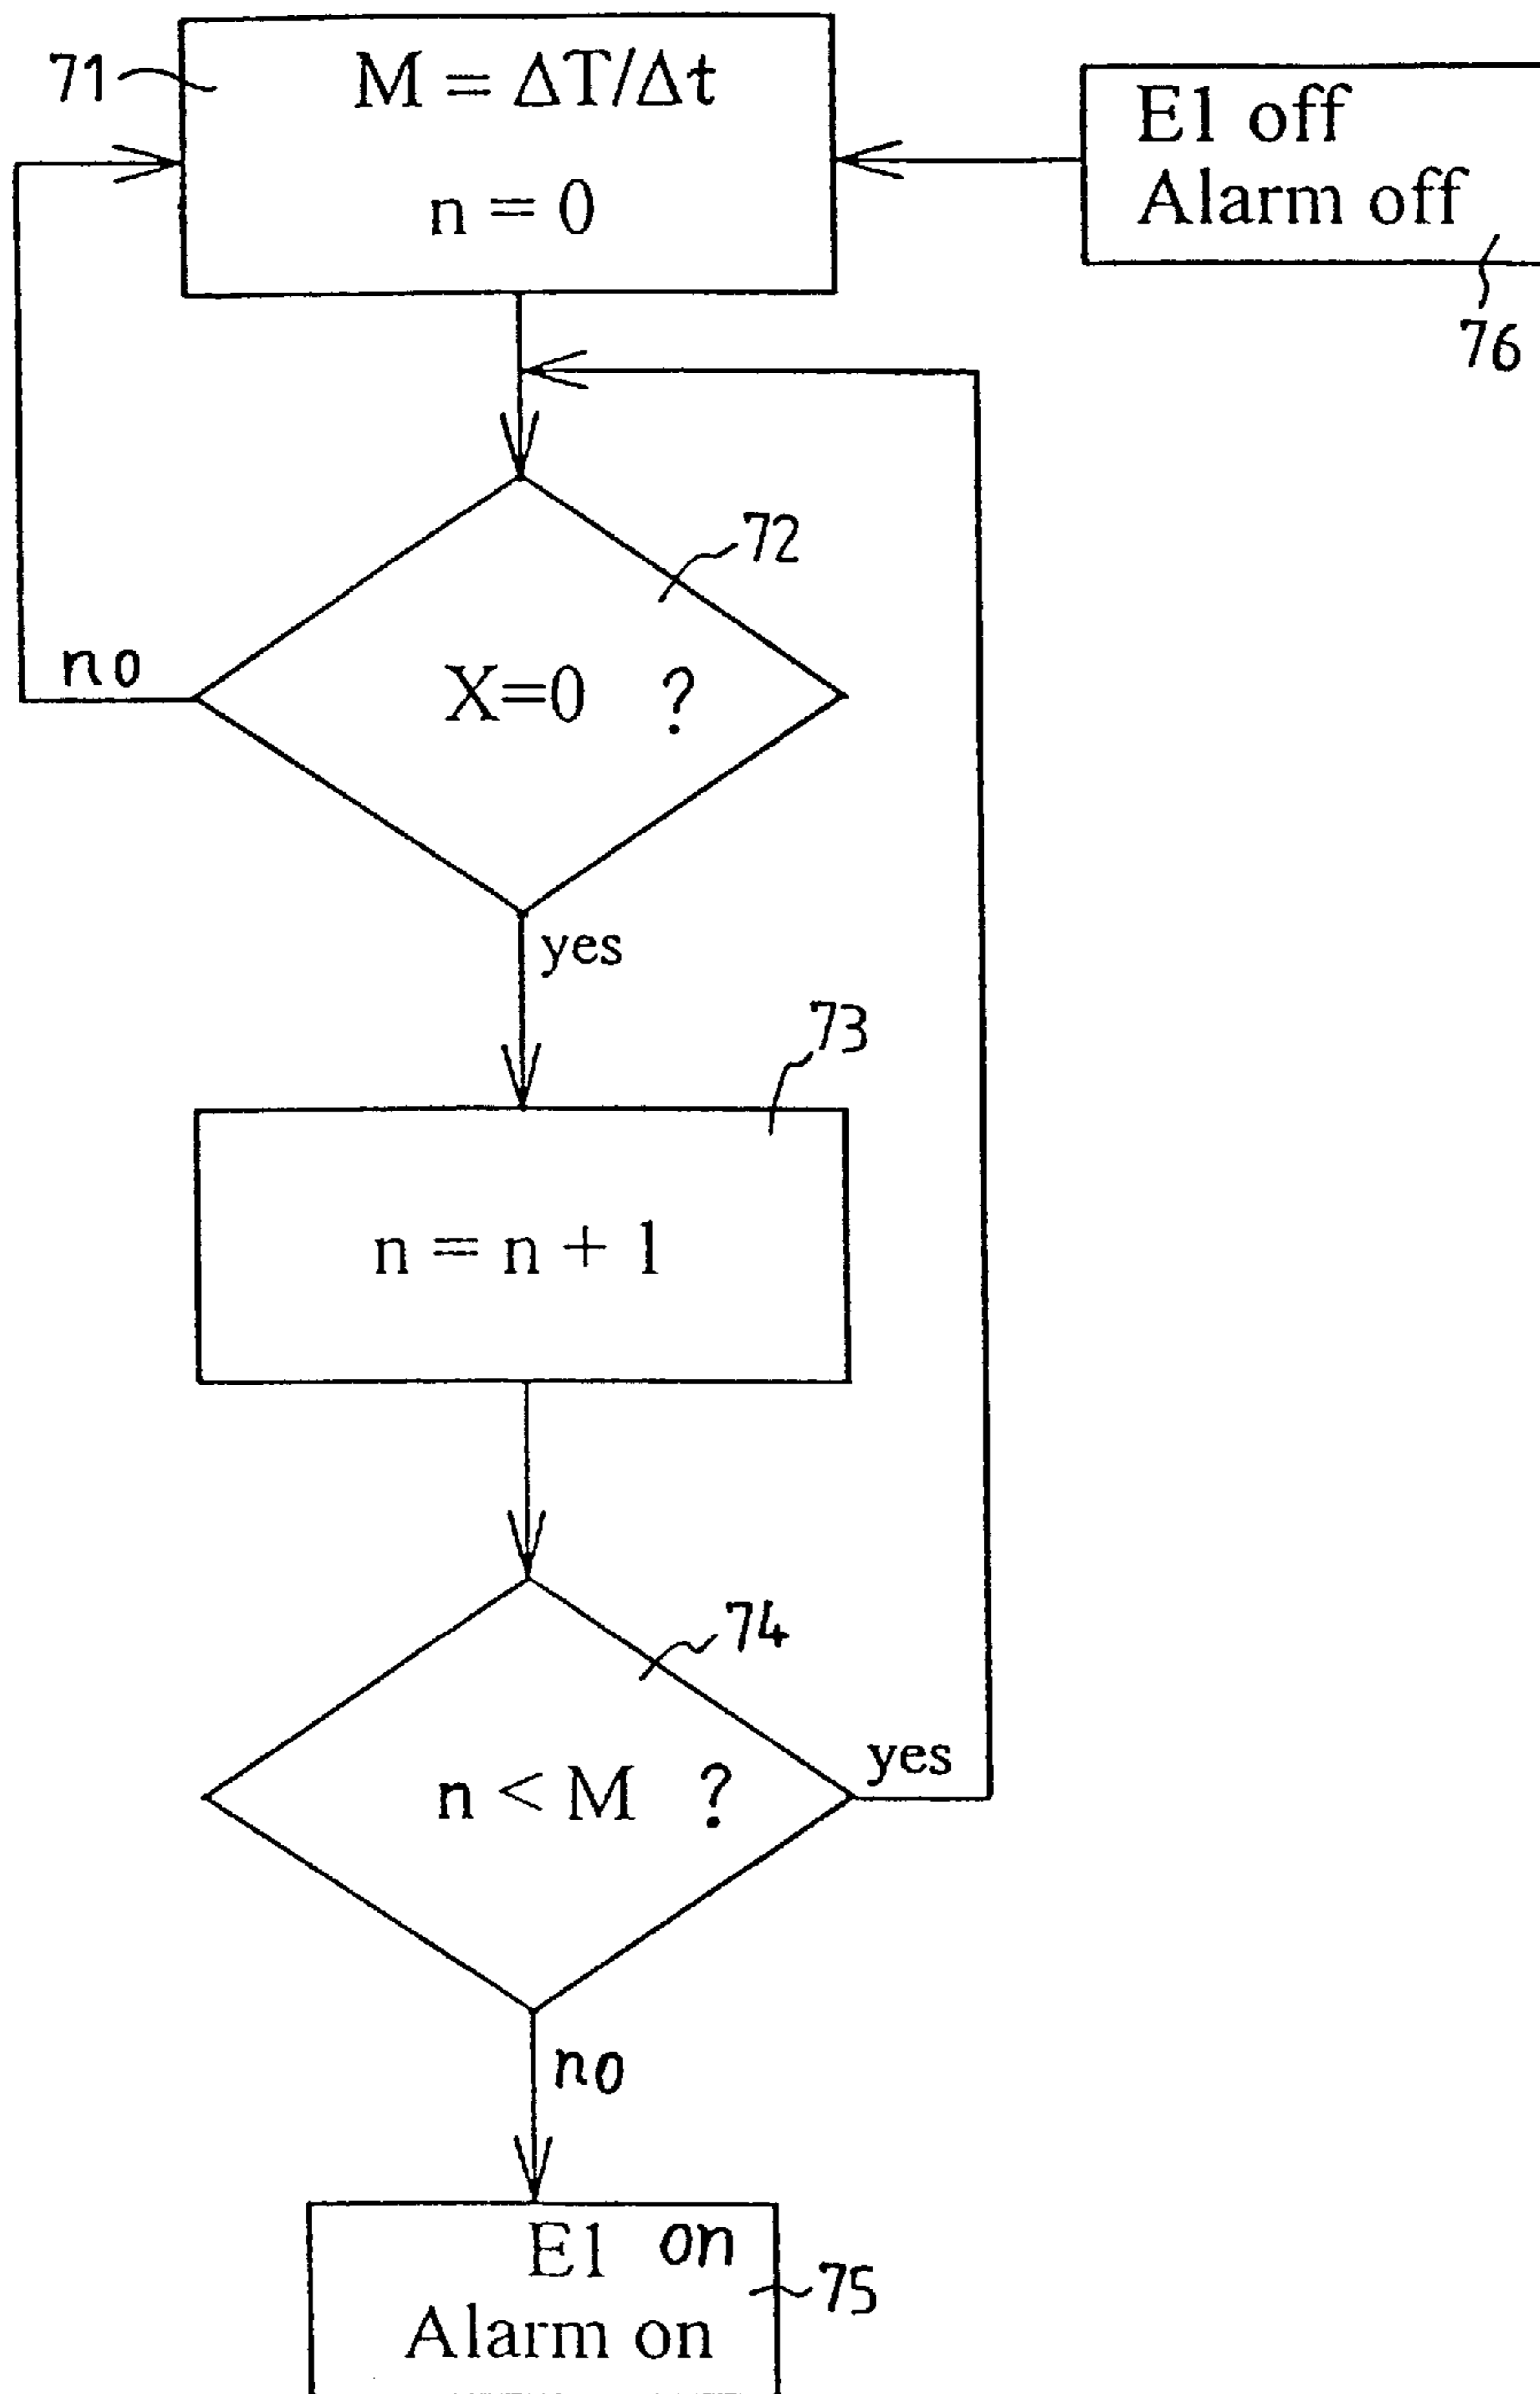 71
M = ΔT/Δt
n = 0
E1 off
Alarm off
76
72
no
X=0 ?
yes
73
n = n + 1
74
n < M ?
yes
no
E1 on
75
Alarm on